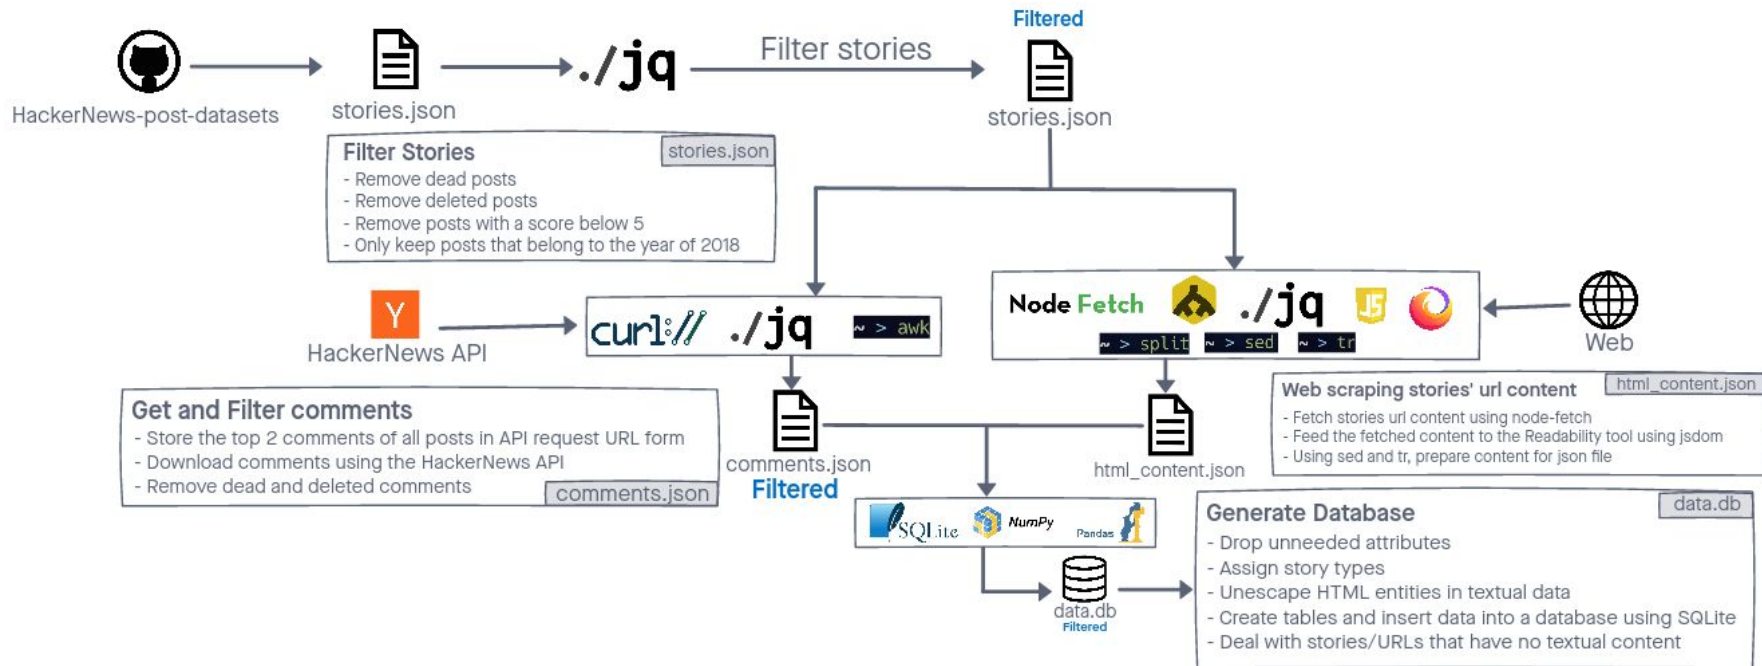 Filtered
./jq
Filter stories
HackerNews-post-datasets
stories.json
stories.json
Filter Stories
stories.json
- Remove dead posts
- Remove deleted posts
- Remove posts with a score below 5
- Only keep posts that belong to the year of 2018
Y
HackerNews API
curl://
./jq
~ > awk
Node Fetch
./jq
JS
~ > split
~ > sed
~ > tr
Web
Get and Filter comments
- Store the top 2 comments of all posts in API request URL form
- Download comments using the HackerNews API
- Remove dead and deleted comments
comments.json
comments.json
Filtered
html_content.json
Web scraping stories' url content
html_content.json
- Fetch stories url content using node-fetch
- Feed the fetched content to the Readability tool using jsdom
- Using sed and tr, prepare content for json file
SQLite
NumPy
Pandas
data.db
Filtered
Generate Database
data.db
- Drop unneeded attributes
- Assign story types
- Unescape HTML entities in textual data
- Create tables and insert data into a database using SQLite
- Deal with stories/URLs that have no textual content